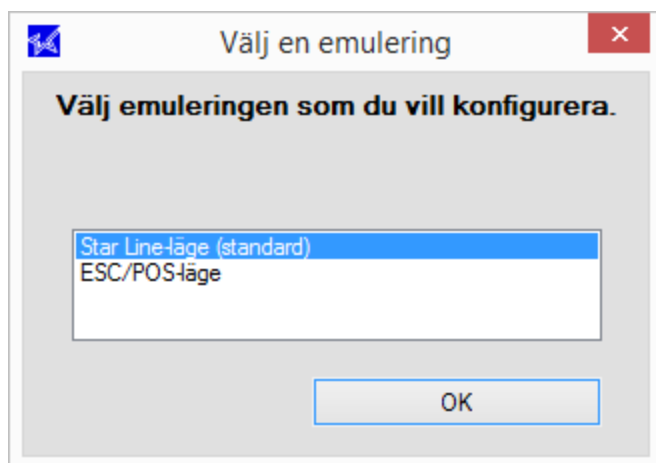 Välj en emulering
Välj emuleringen som du vill konfigurera.
Star Line-läge (standard)
ESC/POS-läge
OK